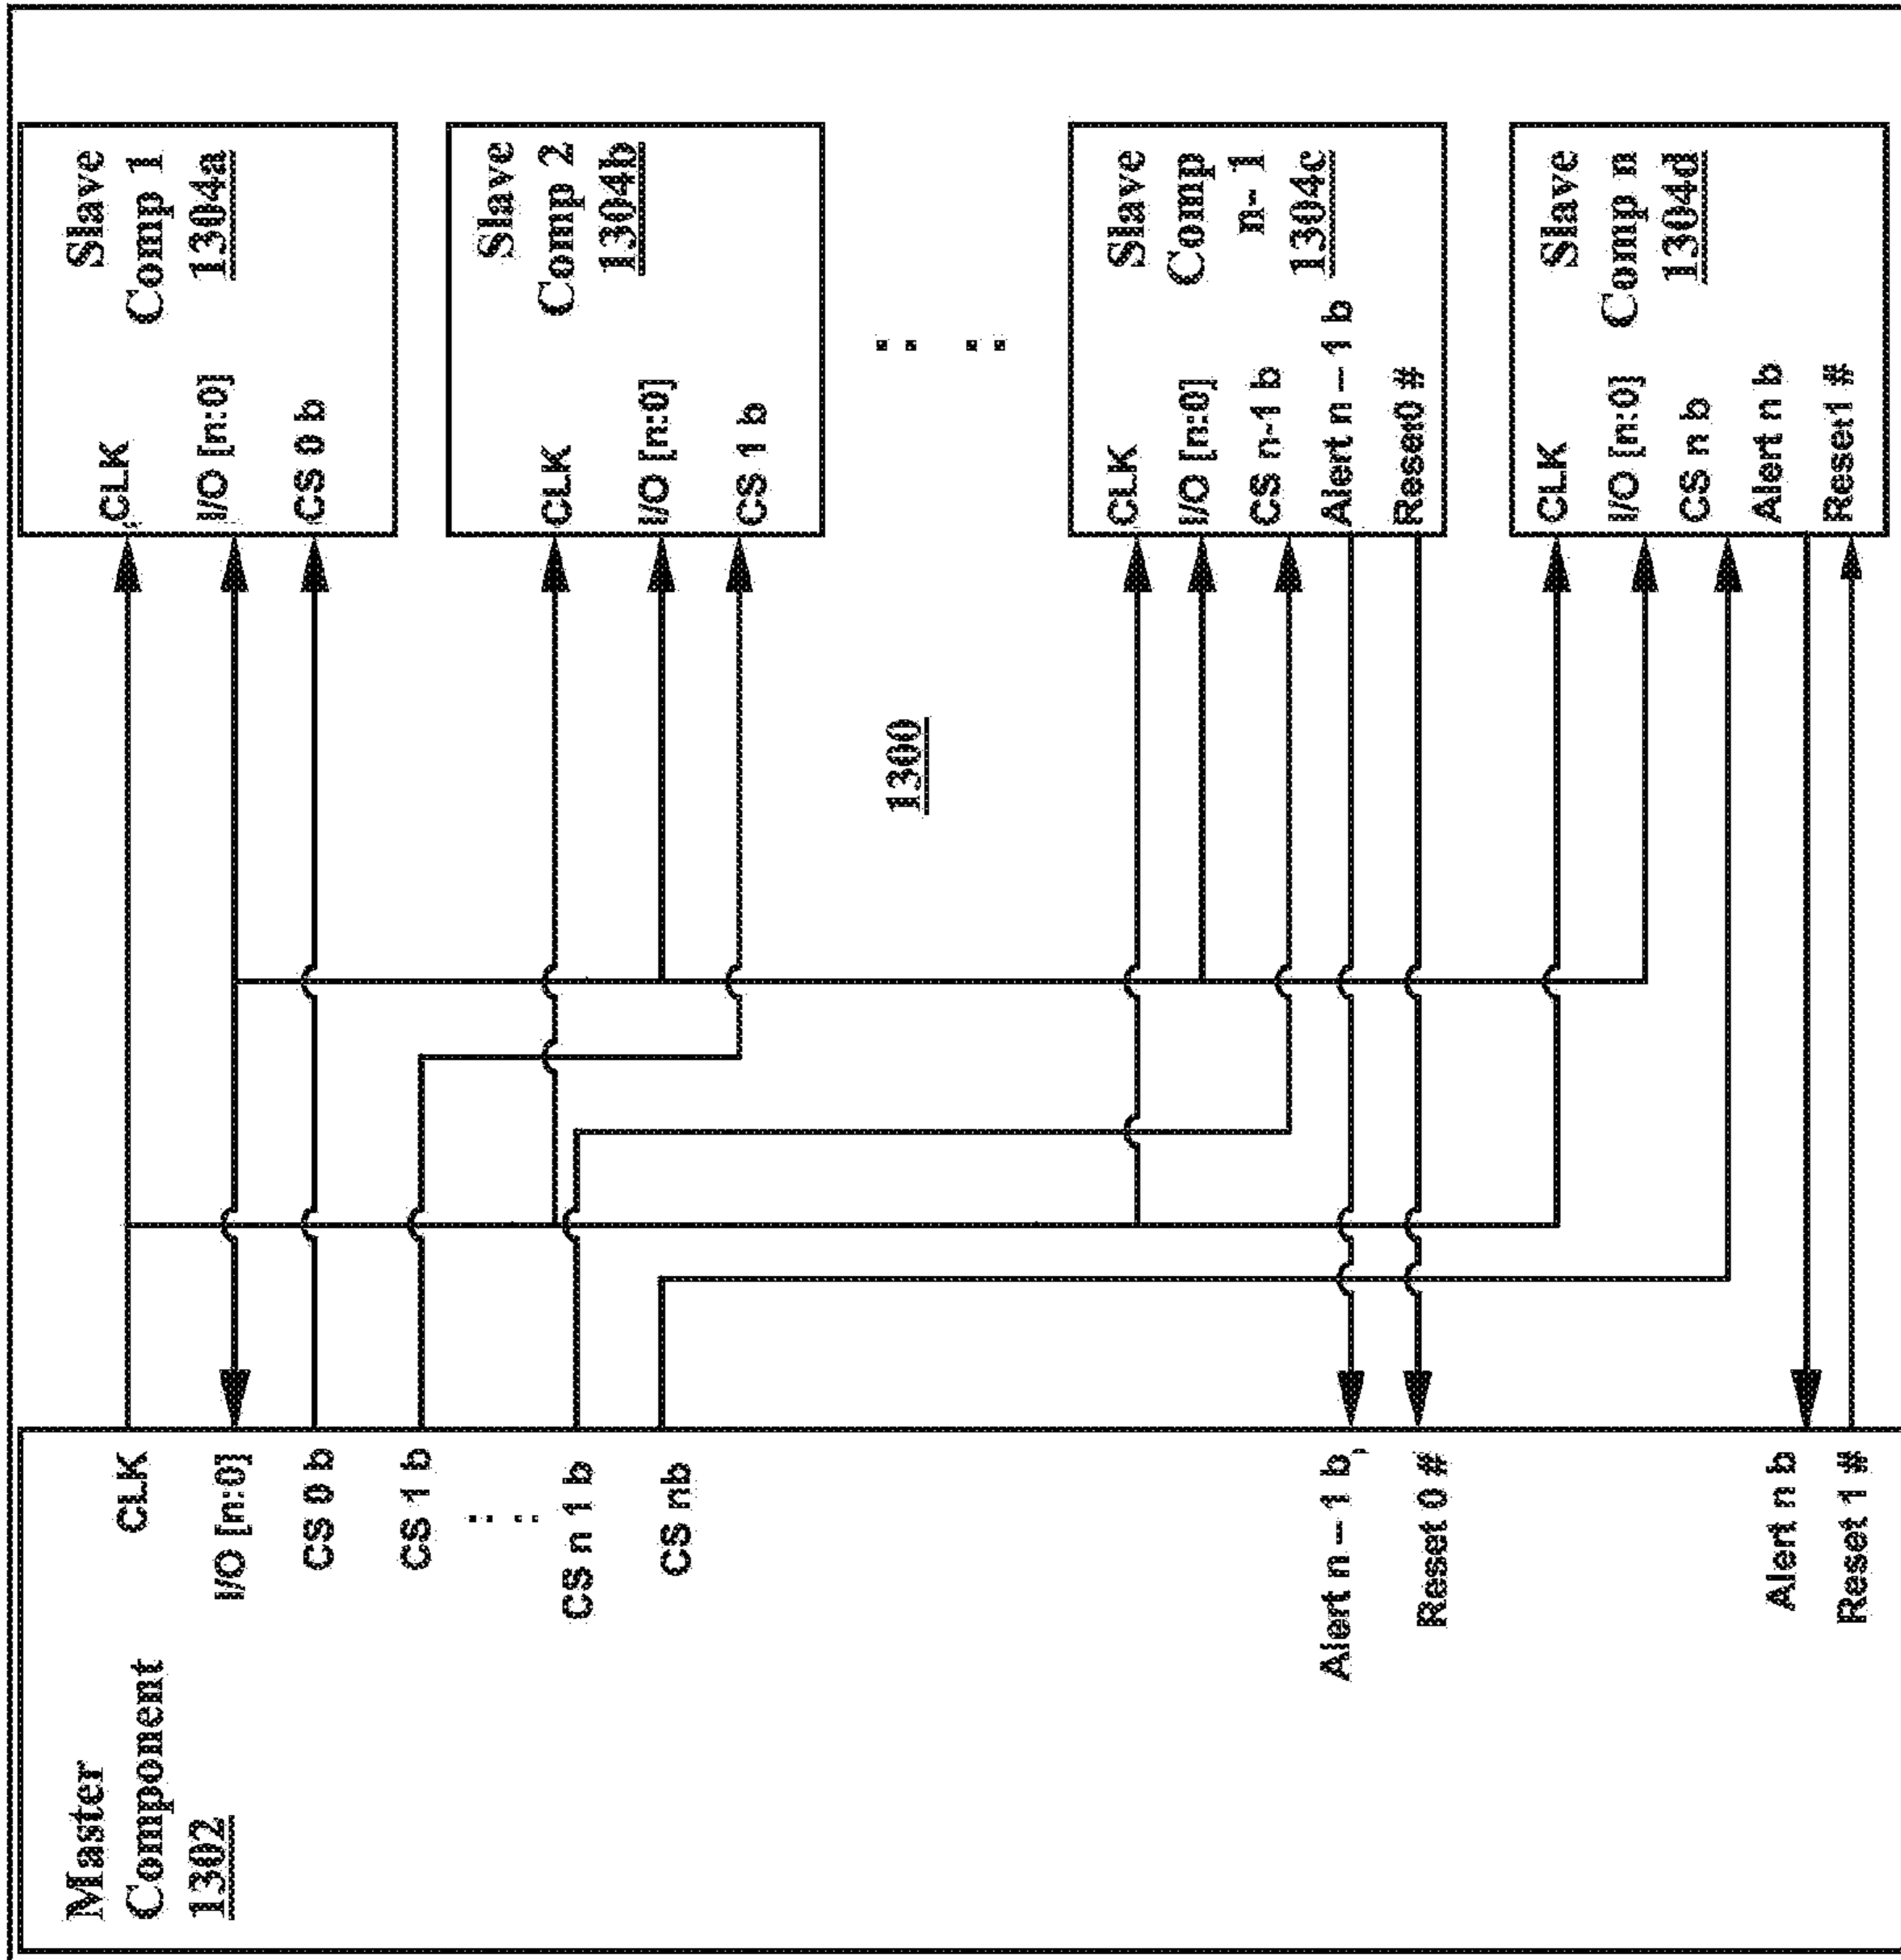 Master
Component
1302
CLK
I/O [n:0]
CS 0 b
CS 1 b
CS n 1 b
CS nb
Alert n – 1 b
Reset 0 #
Alert n b
Reset 1 #
1300
Slave
Comp 1
1304a
CLK
I/O [n:0]
CS 0 b
Slave
Comp 2
1304b
CLK
I/O [n:0]
CS 1 b
Slave
Comp
n- 1
1304c
CLK
I/O [n:0]
CS n-1 b
Alert n – 1 b
Reset0 #
Slave
Comp n
1304d
CLK
I/O [n:0]
CS n b
Alert n b
Reset1 #